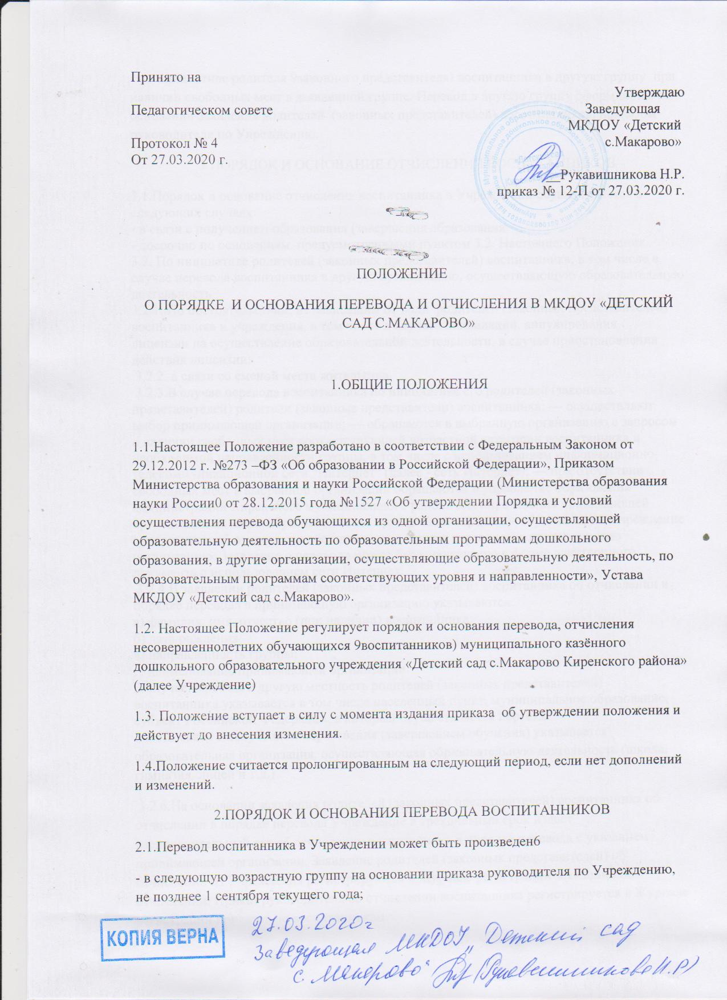 Принято на
Утверждаю
Педагогическом совете
Заведующая
МКДОУ «Детский
Протокол № 4
с.Макарово»
От 27.03.2020 г.
__Рукавишникова Н.Р.
приказ № 12-П от 27.03.2020 г.
ПОЛОЖЕНИЕ
О ПОРЯДКЕ И ОСНОВАНИЯ ПЕРЕВОДА И ОТЧИСЛЕНИЯ В МКДОУ «ДЕТСКИЙ
САД С.МАКАРОВО»
1.ОБЩИЕ ПОЛОЖЕНИЯ
1.1.Настоящее Положение разработано в соответствии с Федеральным Законом от
29.12.2012 г. №273 –ФЗ «Об образовании в Российской Федерации», Приказом
Министерства образования и науки Российской Федерации (Министерства образования
науки России0 от 28.12.2015 года №1527 «Об утверждении Порядка и условий
осуществления перевода обучающихся из одной организации, осуществляющей
образовательную деятельность по образовательным программам дошкольного
образования, в другие организации, осуществляющие образовательную деятельность, по
образовательным программам соответствующих уровня и направленности», Устава
МКДОУ «Детский сад с.Макарово».
1.2. Настоящее Положение регулирует порядок и основания перевода, отчисления
несовершеннолетних обучающихся 9воспитанников) муниципального казённого
дошкольного образовательного учреждения «Детский сад с.Макарово Киренского района»
(далее Учреждение)
1.3. Положение вступает в силу с момента издания приказа об утверждении положения и
действует до внесения изменения.
1.4.Положение считается пролонгированным на следующий период, если нет дополнений
и изменений.
2.ПОРЯДОК И ОСНОВАНИЯ ПЕРЕВОДА ВОСПИТАННИКОВ
2.1.Перевод воспитанника в Учреждении может быть произведен6
- в следующую возрастную группу на основании приказа руководителя по Учреждению,
не позднее 1 сентября текущего года;
КОПИЯ ВЕРНА
27.03.2020 г
Заведующая МКДОУ „Детский сад
с. Макарово" (Рукавишникова Н.Р)